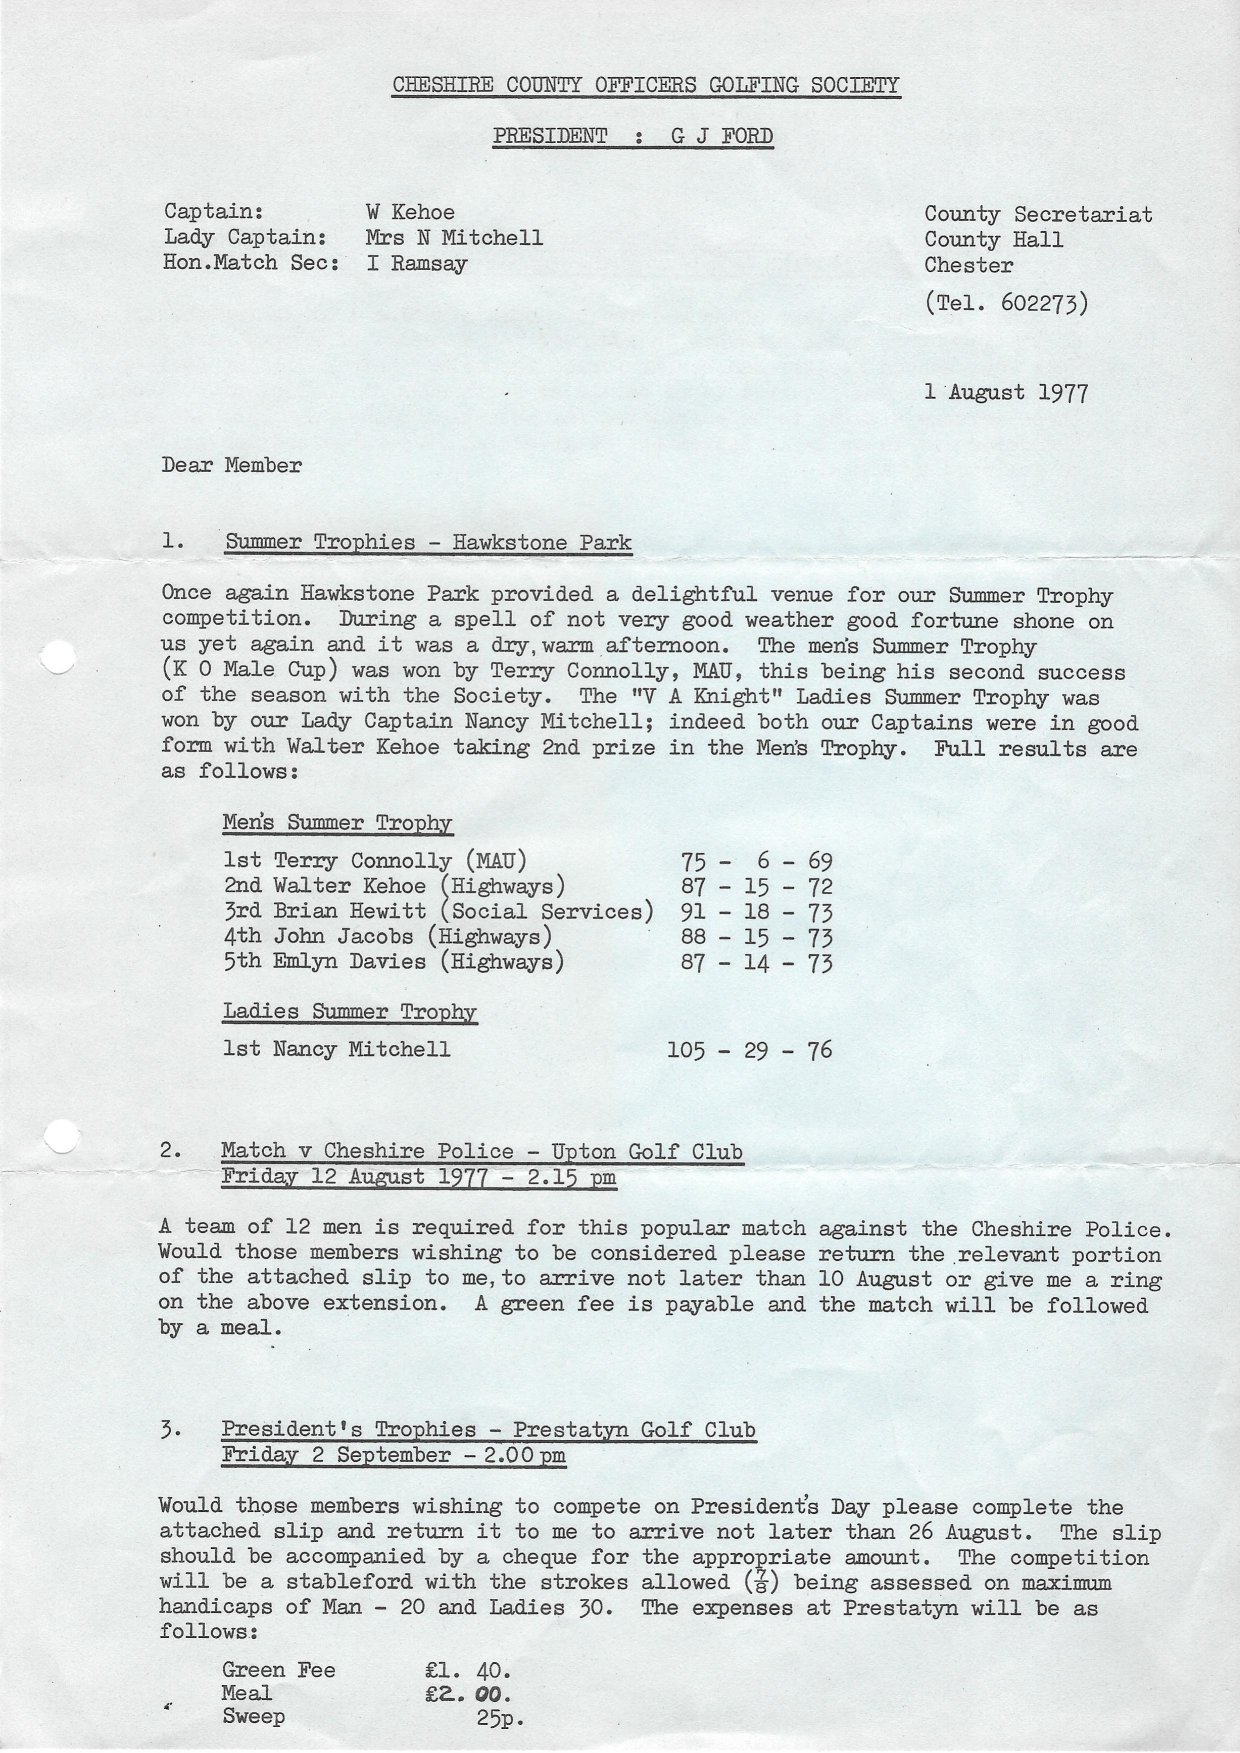 CHESHIRE COUNTY OFFICERS GOLFING SOCIETY
PRESIDENT : G J FORD
Captain: W Kehoe
Lady Captain: Mrs N Mitchell
Hon.Match Sec: I Ramsay
County Secretariat
County Hall
Chester
(Tel. 602273)
1 August 1977
Dear Member
1. Summer Trophies - Hawkstone Park
Once again Hawkstone Park provided a delightful venue for our Summer Trophy
competition. During a spell of not very good weather good fortune shone on
us yet again and it was a dry, warm afternoon. The men's Summer Trophy
(K O Male Cup) was won by Terry Connolly, MAU, this being his second success
of the season with the Society. The "V A Knight" Ladies Summer Trophy was
won by our Lady Captain Nancy Mitchell; indeed both our Captains were in good
form with Walter Kehoe taking 2nd prize in the Men's Trophy. Full results are
as follows:
Men's Summer Trophy
1st Terry Connolly (MAU) 75 - 6 - 69
2nd Walter Kehoe (Highways) 87 - 15 - 72
3rd Brian Hewitt (Social Services) 91 - 18 - 73
4th John Jacobs (Highways) 88 - 15 - 73
5th Emlyn Davies (Highways) 87 - 14 - 73
Ladies Summer Trophy
1st Nancy Mitchell 105 - 29 - 76
2. Match v Cheshire Police - Upton Golf Club
Friday 12 August 1977 - 2.15 pm
A team of 12 men is required for this popular match against the Cheshire Police.
Would those members wishing to be considered please return the relevant portion
of the attached slip to me, to arrive not later than 10 August or give me a ring
on the above extension. A green fee is payable and the match will be followed
by a meal.
3. President's Trophies - Prestatyn Golf Club
Friday 2 September - 2.00 pm
Would those members wishing to compete on President's Day please complete the
attached slip and return it to me to arrive not later than 26 August. The slip
should be accompanied by a cheque for the appropriate amount. The competition
will be a stableford with the strokes allowed (7/8) being assessed on maximum
handicaps of Man - 20 and Ladies 30. The expenses at Prestatyn will be as
follows:
Green Fee £1. 40.
Meal £2. 00.
Sweep 25p.